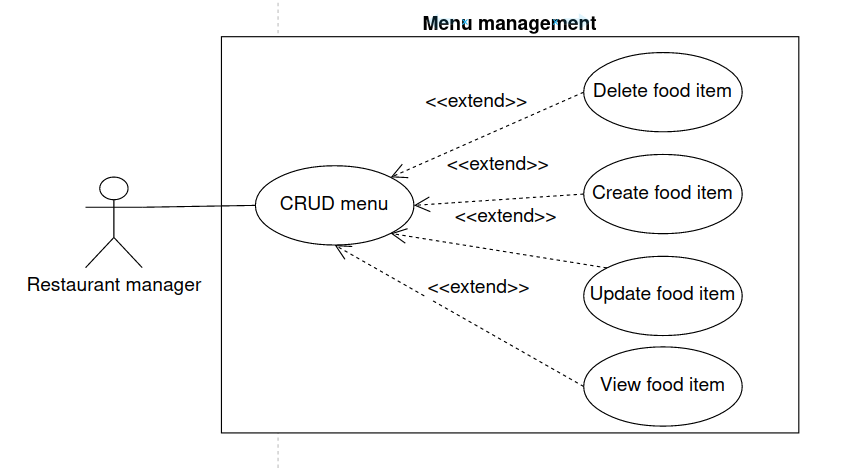 Menu management
Delete food item
<<extend>>
<<extend>>
Create food item
CRUD menu
<<extend>>
Restaurant manager
<<extend>>
Update food item
View food item